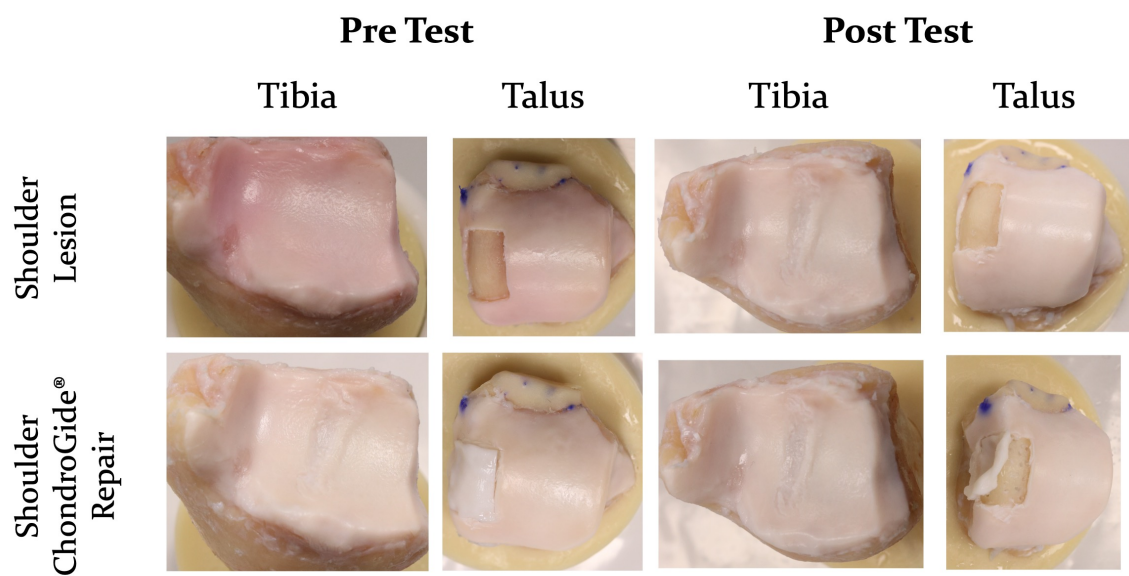 Pre Test
Post Test
Tibia
Talus
Tibia
Talus
Shoulder
Lesion
Shoulder
ChondroGide®
Repair